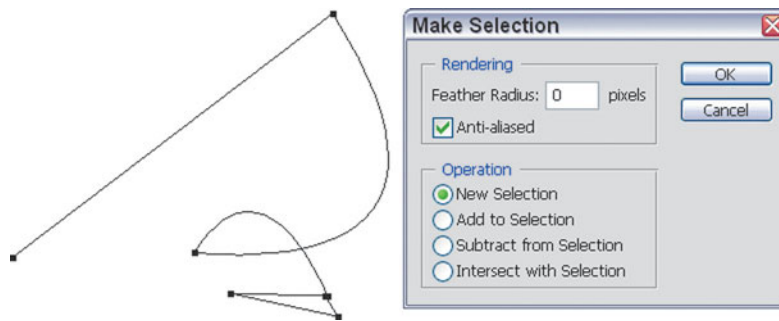 Make Selection
Rendering
Feather Radius: 0 pixels
Anti-aliased
OK
Cancel
Operation
New Selection
Add to Selection
Subtract from Selection
Intersect with Selection